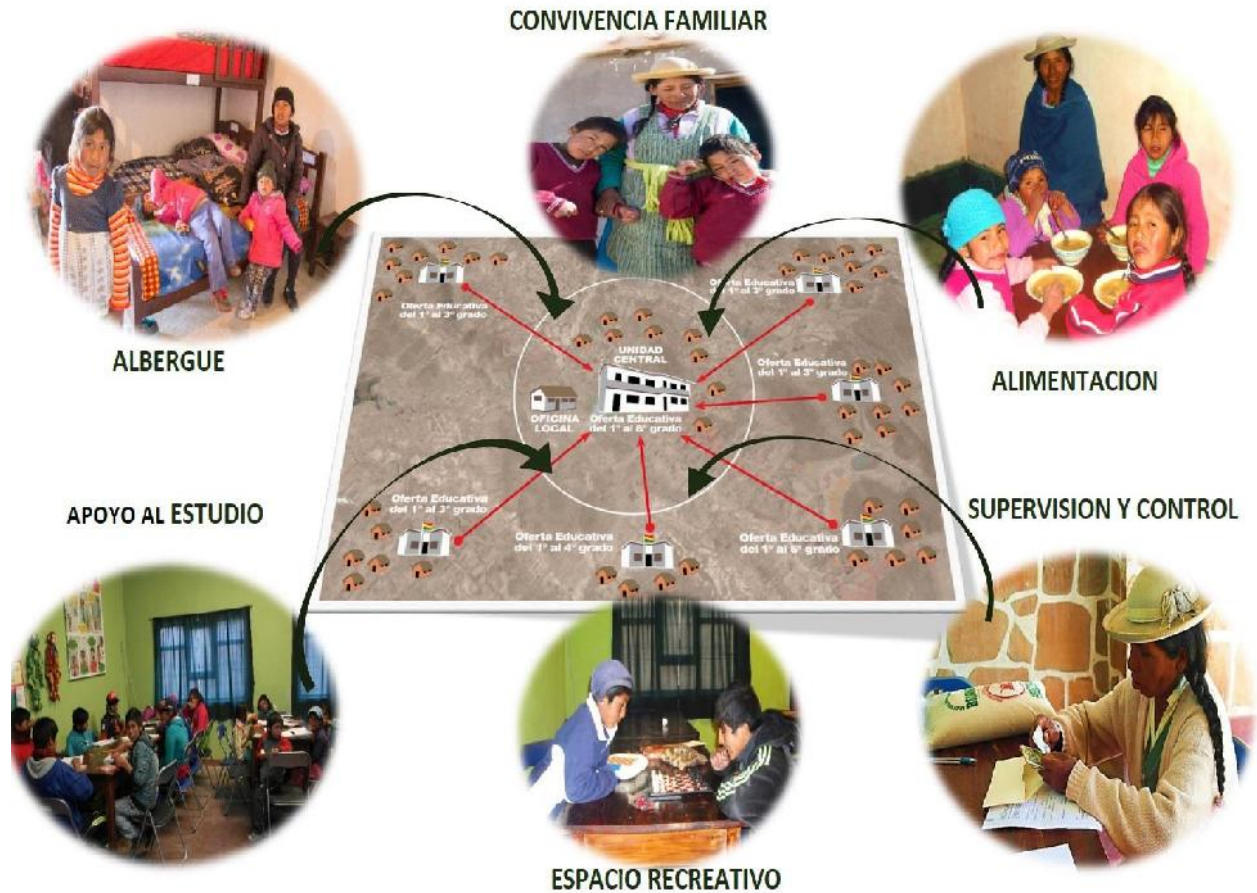 CONVIVENCIA FAMILIAR
ALBERGUE
ALIMENTACION
Oferta Educativa
del 1° al 3° grado
Oferta Educativa
del 1° al 3° grado
UNIDAD
CENTRAL
OFICINA
LOCAL
Oferta Educativa
del 1° al 8° grado
Oferta Educativa
del 1° al 3° grado
Oferta Educativa
del 1° al 3° grado
Oferta Educativa
del 1° al 4° grado
Oferta Educativa
del 1° al 6° grado
APOYO AL ESTUDIO
SUPERVISION Y CONTROL
ESPACIO RECREATIVO